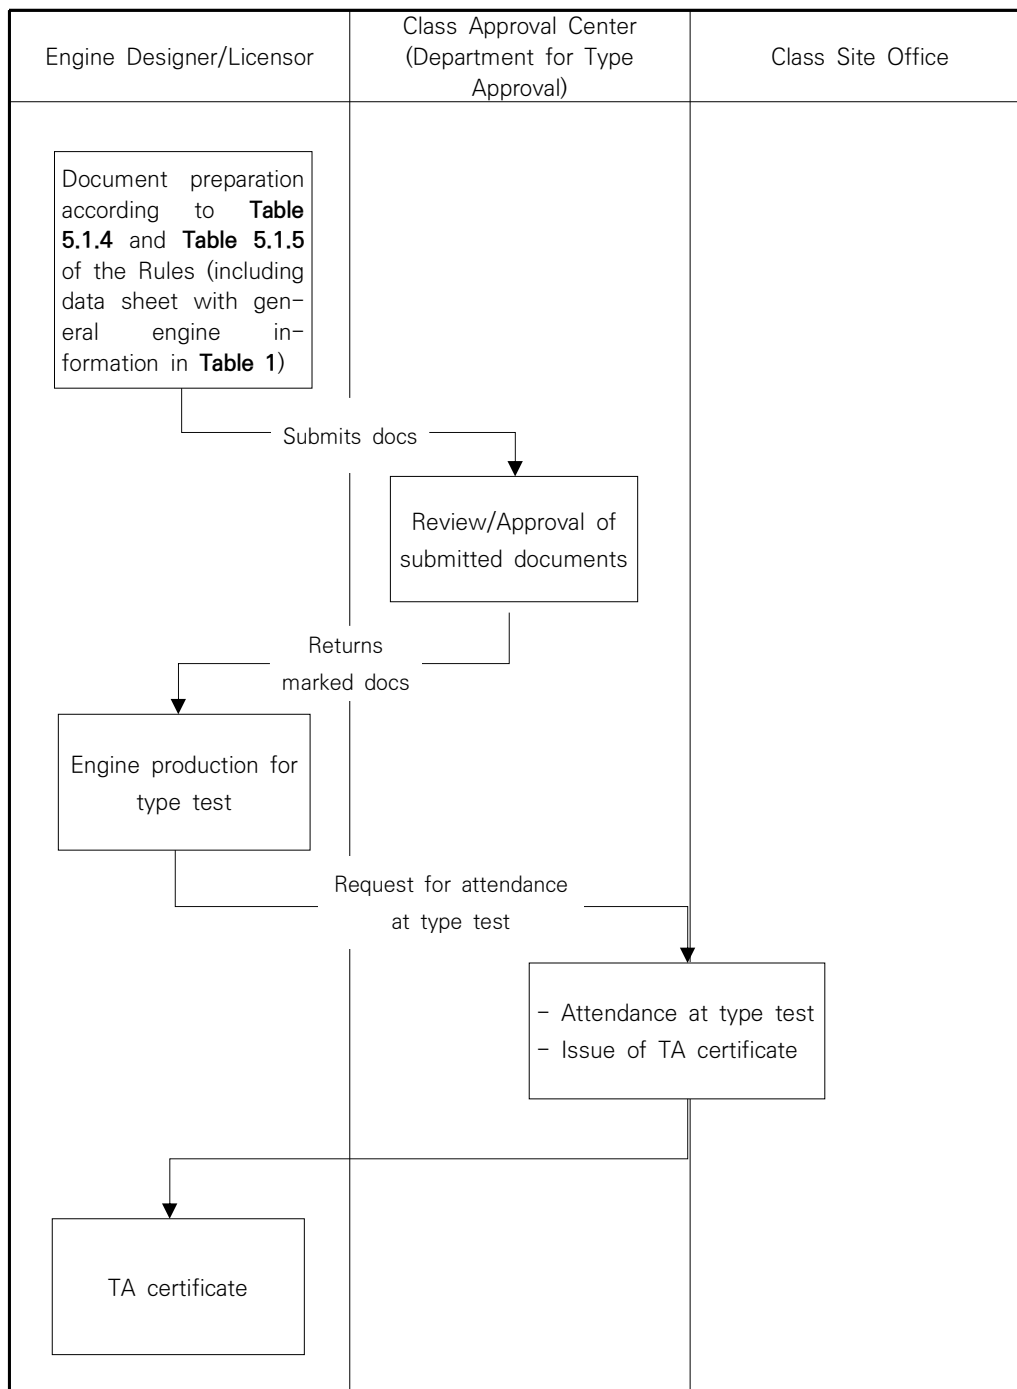 Engine Designer/Licensor
Class Approval Center
(Department for Type
Approval)
Class Site Office
Document preparation
according to Table
5.1.4 and Table 5.1.5
of the Rules (including
data sheet with gen-
eral engine in-
formation in Table 1)
Submits docs
Review/Approval of
submitted documents
Returns
marked docs
Engine production for
type test
Request for attendance
at type test
- Attendance at type test
- Issue of TA certificate
TA certificate